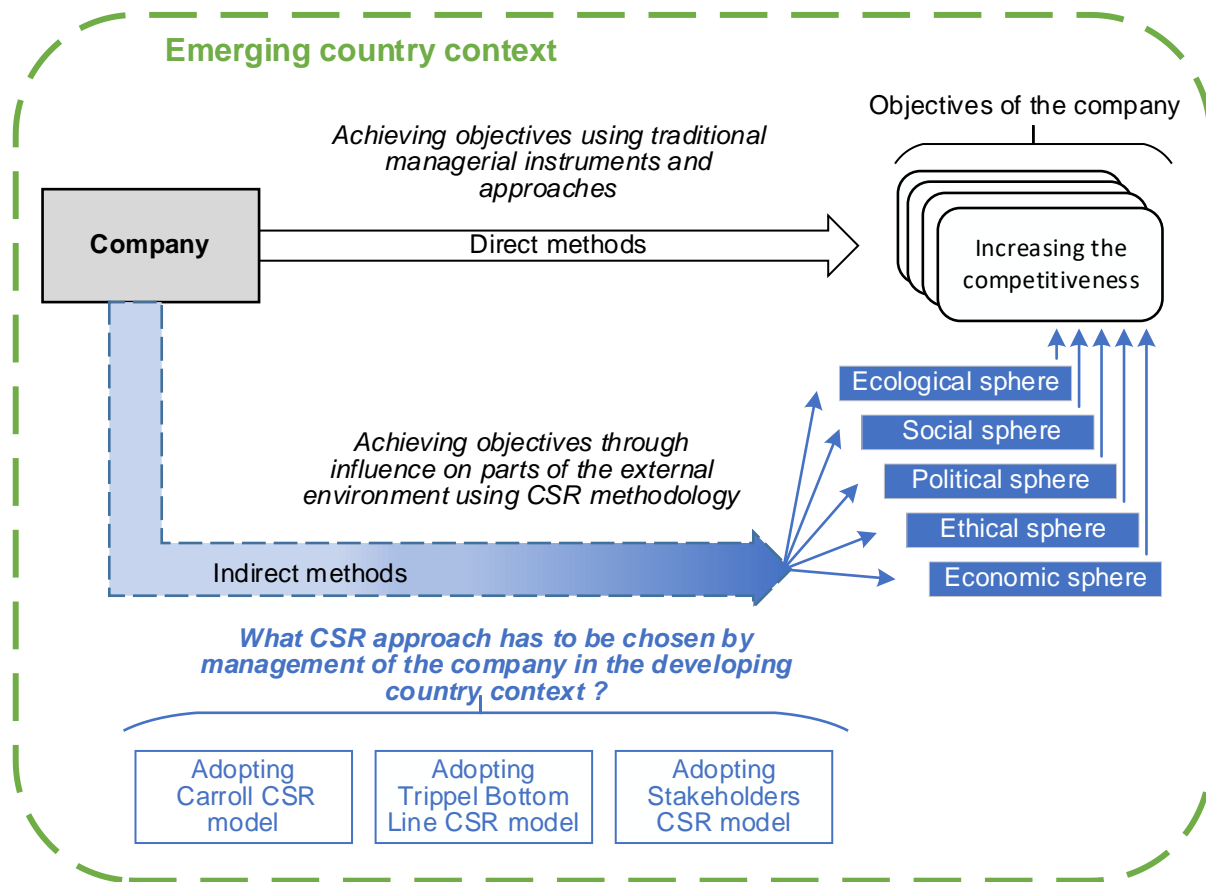 Emerging country context
Objectives of the company
Achieving objectives using traditional
managerial instruments and
approaches
Company
Direct methods
Increasing the
competitiveness
Ecological sphere
Social sphere
Political sphere
Ethical sphere
Economic sphere
Achieving objectives through
influence on parts of the external
environment using CSR methodology
Indirect methods
What CSR approach has to be chosen by
management of the company in the developing
country context ?
Adopting
Carroll CSR
model
Adopting
Trippel Bottom
Line CSR model
Adopting
Stakeholders
CSR model